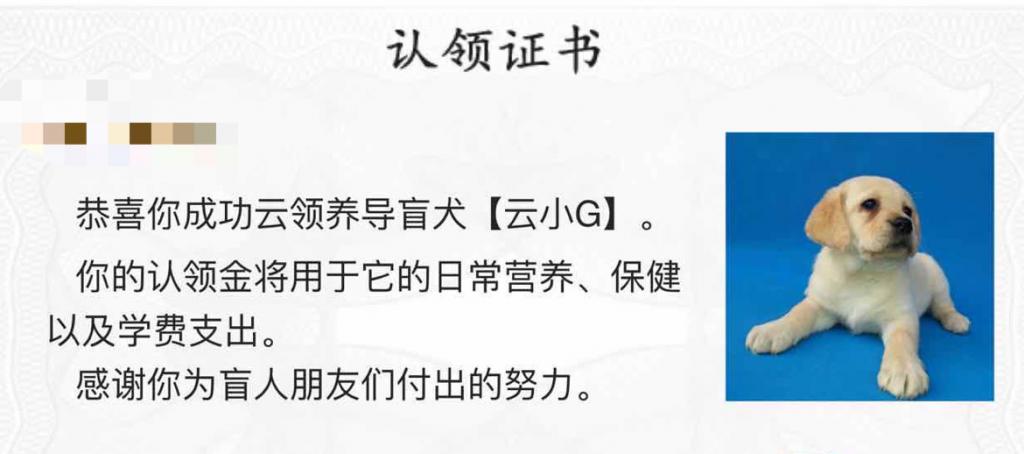 认领证书
恭喜你成功云领养导盲犬【云小G】。
你的认领金将用于它的日常营养、保健
以及学费支出。
感谢你为盲人朋友们付出的努力。